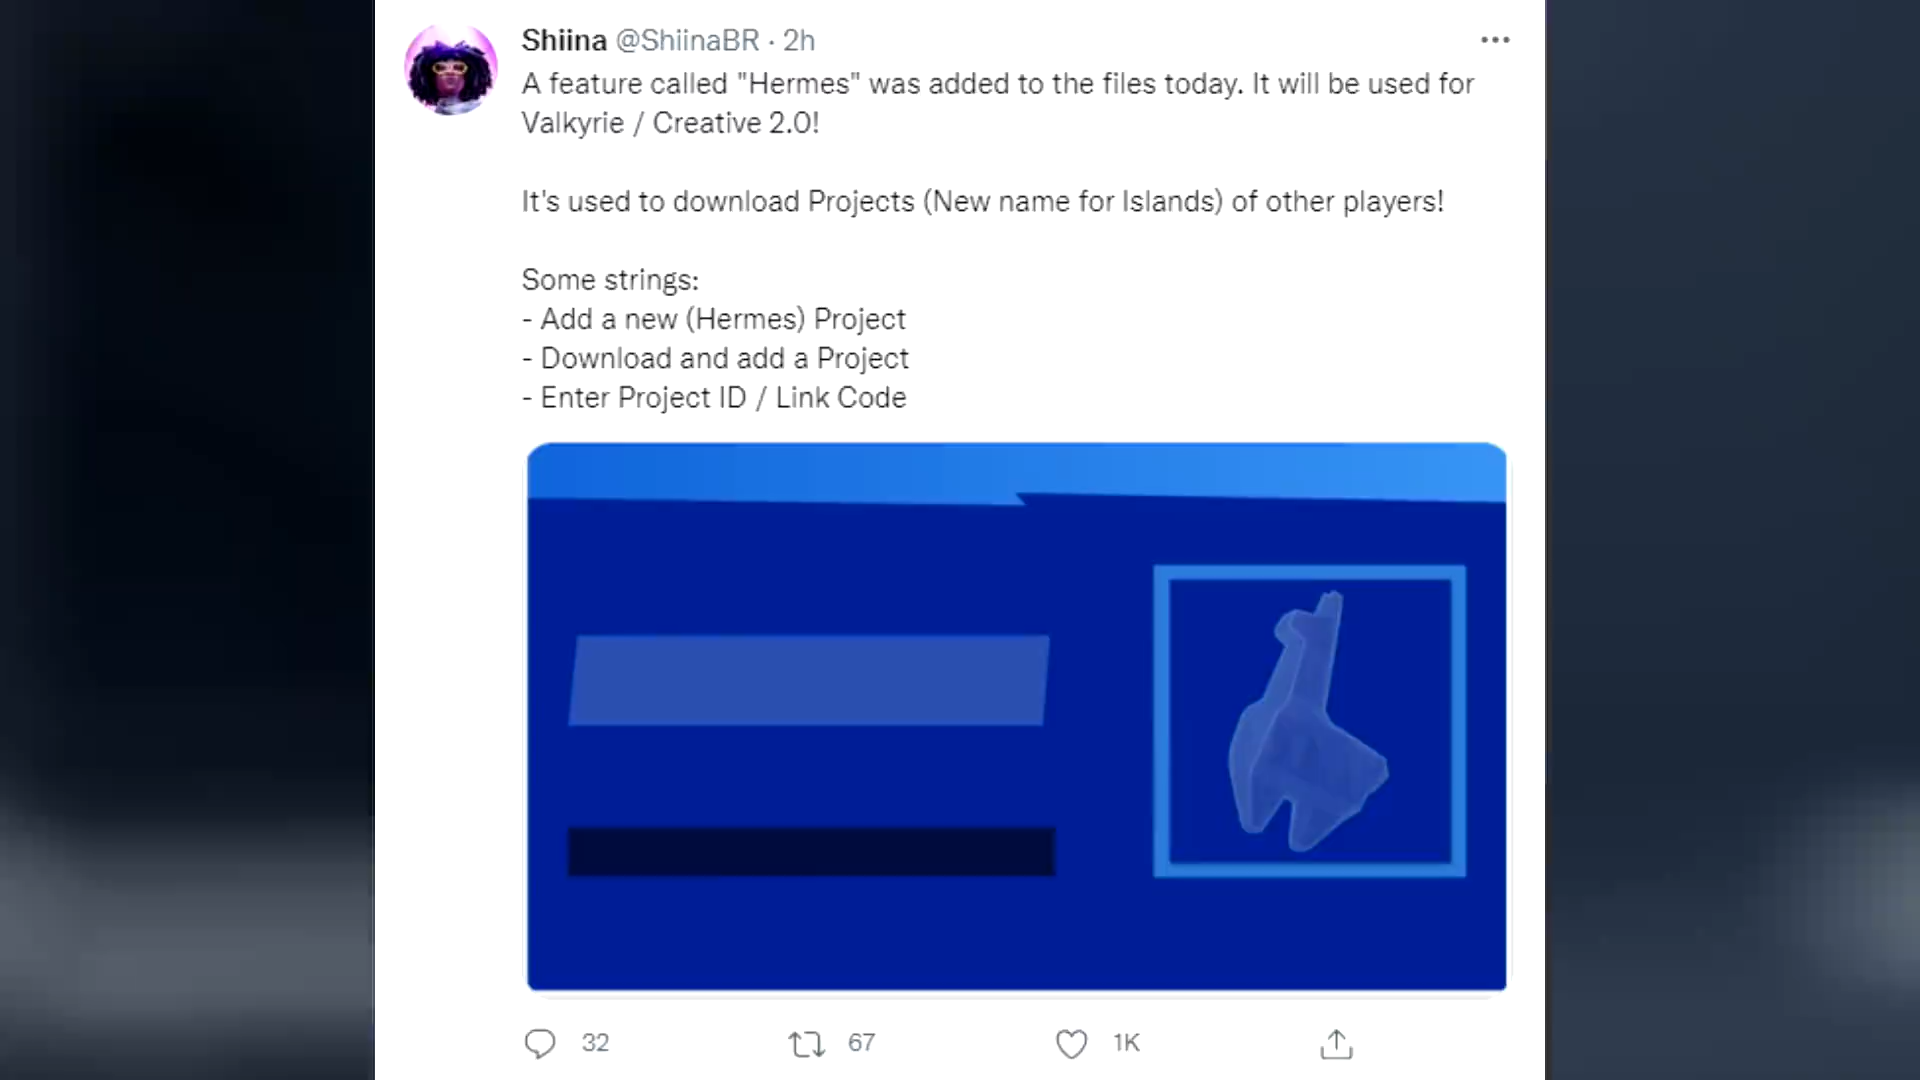 Shiina @ShiinaBR · 2h
A feature called "Hermes" was added to the files today. It will be used for
Valkyrie / Creative 2.0!
It's used to download Projects (New name for Islands) of other players!
Some strings:
- Add a new (Hermes) Project
- Download and add a Project
- Enter Project ID / Link Code
32 67 1K